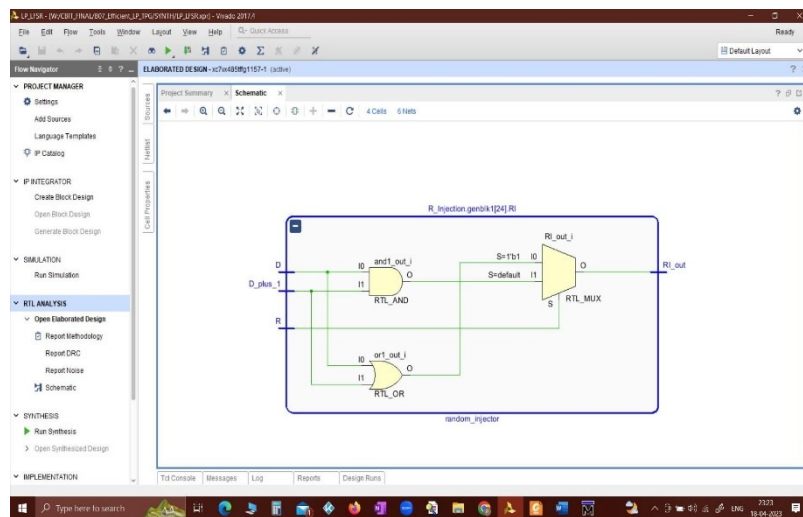 LP_LFSR - [W:/CBIT_FINAL/B07_Efficient_LP_TPG/SYNTH/LP_LFSR.xpr] - Vivado 2017.4
File Edit Flow Tools Window Layout View Help Q- Quick Access
Ready
Default Layout
Flow Navigator
ELABORATED DESIGN - xc7vx485tffg1157-1 (active)
PROJECT MANAGER
Settings
Add Sources
Language Templates
IP Catalog
IP INTEGRATOR
Create Block Design
Open Block Design
Generate Block Design
SIMULATION
Run Simulation
RTL ANALYSIS
Open Elaborated Design
Report Methodology
Report DRC
Report Noise
Schematic
SYNTHESIS
Run Synthesis
Open Synthesized Design
IMPLEMENTATION
Sources
Netlist
Cell Properties
Project Summary Schematic
4 Cells 6 Nets
R_Injection.genblk1[24].RI
RI_out_i
D
D_plus_1
R
and1_out_i
I0
I1
O
RTL_AND
or1_out_i
I0
I1
O
RTL_OR
S=1'b1 I0
S=default I1
O
S
RTL_MUX
RI_out
random_injector
Tcl Console Messages Log Reports Design Runs
Type here to search
ENG
23:23
18-04-2023